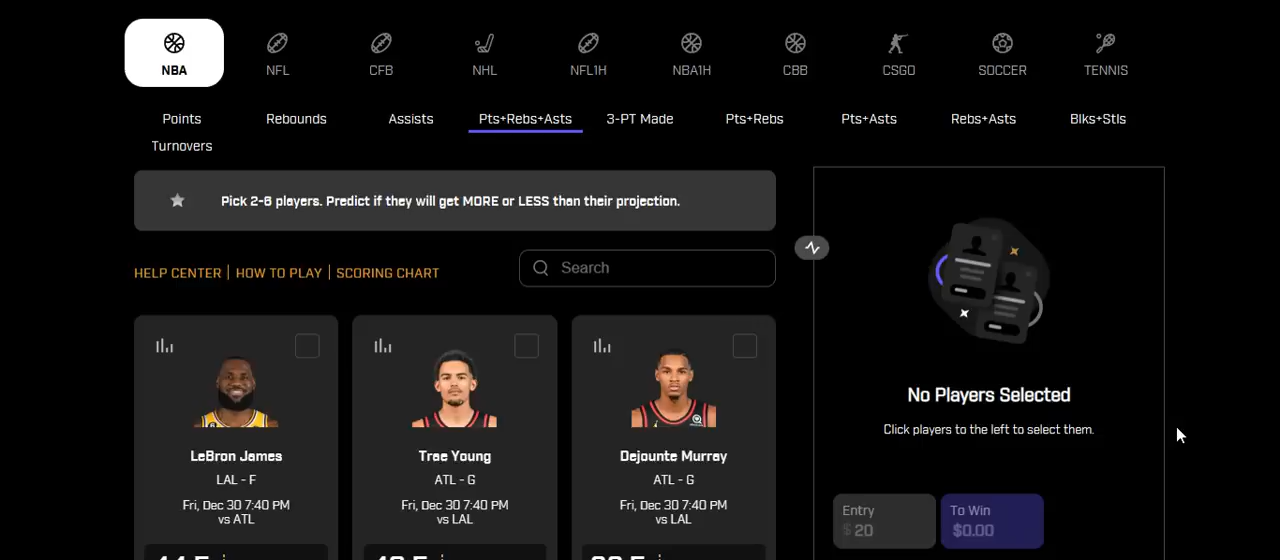 NBA NFL CFB NHL NFL1H NBA1H CBB CSGO SOCCER TENNIS
Points Rebounds Assists Pts+Rebs+Asts 3-PT Made Pts+Rebs Pts+Asts Rebs+Asts Blks+Stls
Turnovers
Pick 2-6 players. Predict if they will get MORE or LESS than their projection.
HELP CENTER | HOW TO PLAY | SCORING CHART
Search
LeBron James
LAL - F
Fri, Dec 30 7:40 PM
vs ATL
Trae Young
ATL - G
Fri, Dec 30 7:40 PM
vs LAL
Dejounte Murray
ATL - G
Fri, Dec 30 7:40 PM
vs LAL
No Players Selected
Click players to the left to select them.
Entry
$ 20
To Win
$0.00